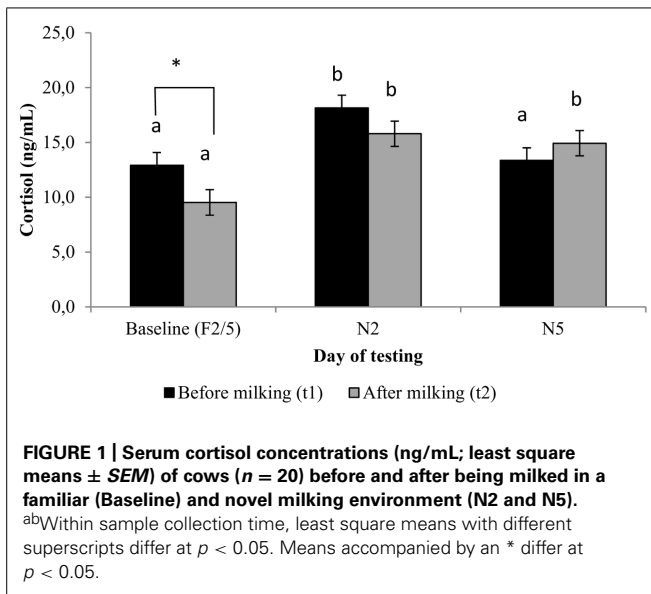 25,0
20,0
15,0
10,0
5,0
0,0
Cortisol (ng/mL)
*
a
a
b
b
a
b
Baseline (F2/5) N2 N5
Day of testing
Before milking (t1) After milking (t2)
FIGURE 1 | Serum cortisol concentrations (ng/mL; least square
means ± SEM) of cows (n = 20) before and after being milked in a
familiar (Baseline) and novel milking environment (N2 and N5).
abWithin sample collection time, least square means with different
superscripts differ at p < 0.05. Means accompanied by an * differ at
p < 0.05.